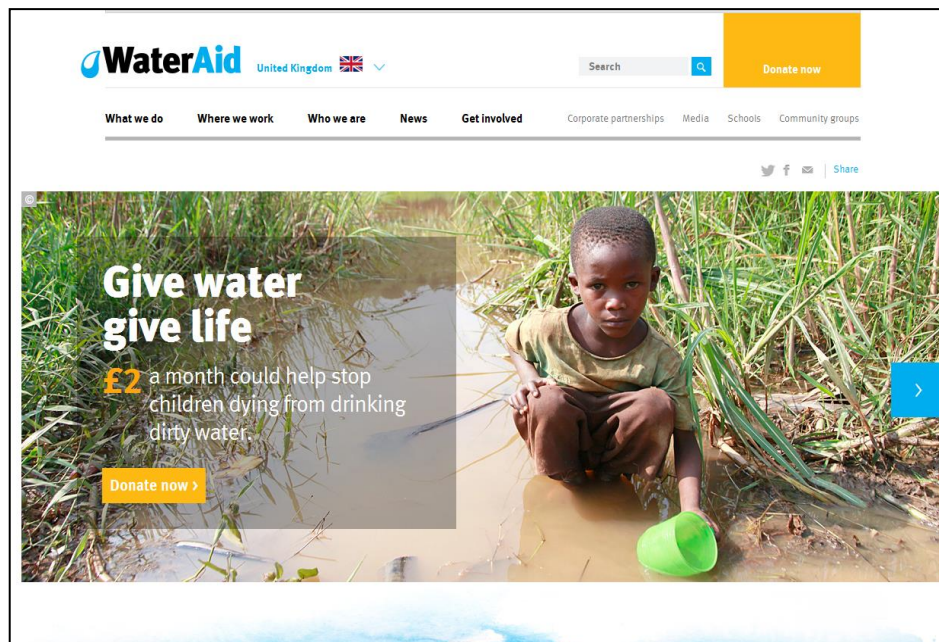 WaterAid
United Kingdom
Search
Donate now
What we do Where we work Who we are News Get involved Corporate partnerships Media Schools Community groups
Share
©
Give water
give life
£2 a month could help stop
children dying from drinking
dirty water.
Donate now >